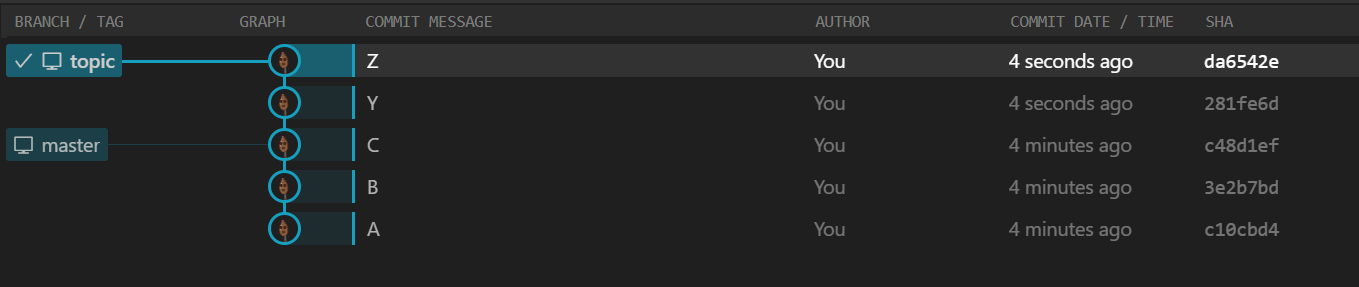 BRANCH / TAG GRAPH COMMIT MESSAGE AUTHOR COMMIT DATE / TIME SHA
topic Z You 4 seconds ago da6542e
Y You 4 seconds ago 281fe6d
master C You 4 minutes ago c48d1ef
B You 4 minutes ago 3e2b7bd
A You 4 minutes ago c10cbd4